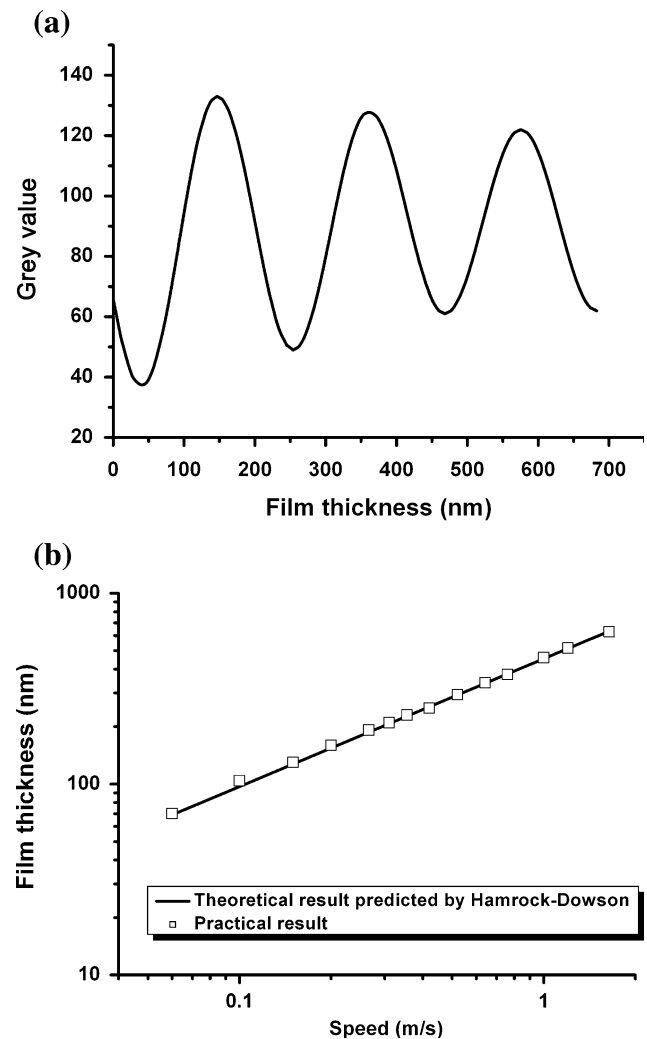 (a)
140
120
100
80
60
40
20
0 100 200 300 400 500 600 700
Grey value
Film thickness (nm)
(b)
1000
100
10
0.1 1
Film thickness (nm)
Theoretical result predicted by Hamrock-Dowson
Practical result
Speed (m/s)